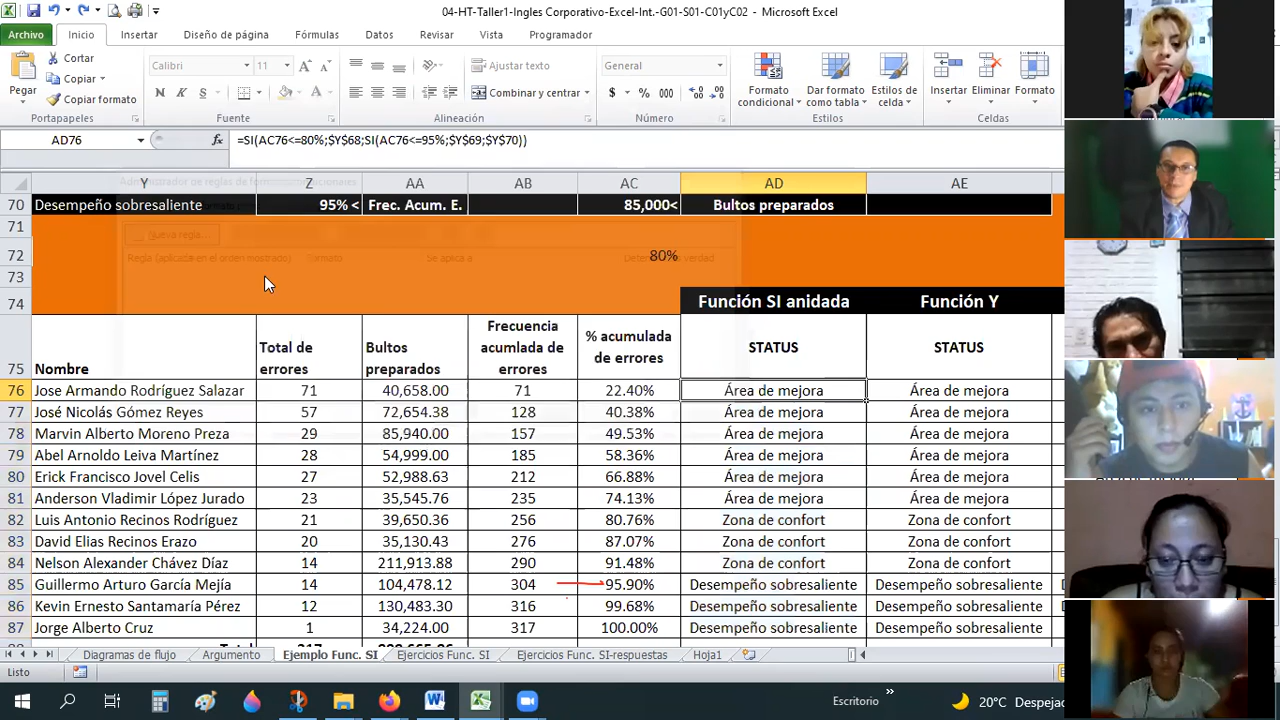 04-HT-Taller1-Ingles Corporativo-Excel-Int.-G01-S01-C01yC02 - Microsoft Excel
Archivo Inicio Insertar Diseño de página Fórmulas Datos Revisar Vista Programador
Pegar
Cortar
Copiar
Copiar formato
Portapapeles
Calibri 11
N K S
Fuente
Ajustar texto
Combinar y centrar
Alineación
General
$ % 000
Número
Formato condicional
Dar formato como tabla
Estilos de celda
Estilos
Insertar Eliminar Formato
Celdas
AD76 fx =SI(AC76<=80%;$Y$68;SI(AC76<=95%;$Y$69;$Y$70))
Y Z AA AB AC AD AE
70 Desempeño sobresaliente 95% < Frec. Acum. E. 85,000< Bultos preparados
71
Nueva regla...
72 80%
Regla (aplicada en el orden mostrado) Formato Se aplica a
73
74 Función SI anidada Función Y
75 Nombre Total de errores Bultos preparados Frecuencia acumlada de errores % acumulada de errores STATUS STATUS
76 Jose Armando Rodríguez Salazar 71 40,658.00 71 22.40% Área de mejora Área de mejora
77 José Nicolás Gómez Reyes 57 72,654.38 128 40.38% Área de mejora Área de mejora
78 Marvin Alberto Moreno Preza 29 85,940.00 157 49.53% Área de mejora Área de mejora
79 Abel Arnoldo Leiva Martínez 28 54,999.00 185 58.36% Área de mejora Área de mejora
80 Erick Francisco Jovel Celis 27 52,988.63 212 66.88% Área de mejora Área de mejora
81 Anderson Vladimir López Jurado 23 35,545.76 235 74.13% Área de mejora Área de mejora
82 Luis Antonio Recinos Rodríguez 21 39,650.36 256 80.76% Zona de confort Zona de confort
83 David Elias Recinos Erazo 20 35,130.43 276 87.07% Zona de confort Zona de confort
84 Nelson Alexander Chávez Díaz 14 211,913.88 290 91.48% Zona de confort Zona de confort
85 Guillermo Arturo García Mejía 14 104,478.12 304 95.90% Desempeño sobresaliente Desempeño sobresaliente
86 Kevin Ernesto Santamaría Pérez 12 130,483.30 316 99.68% Desempeño sobresaliente Desempeño sobresaliente
87 Jorge Alberto Cruz 1 34,224.00 317 100.00% Desempeño sobresaliente Desempeño sobresaliente
Diagramas de flujo Argumento Ejemplo Func. SI Ejercicios Func. SI Ejercicios Func. SI-respuestas Hoja1
Listo
Escritorio » 20°C Despejado